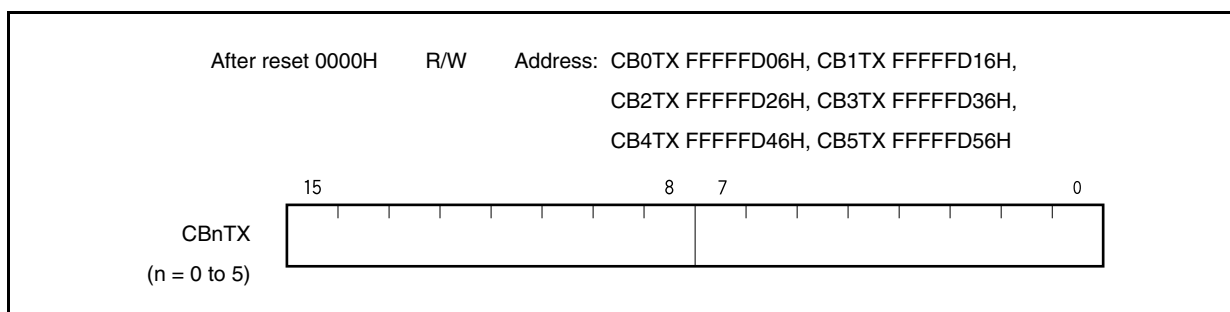 After reset 0000H R/W Address: CB0TX FFFFFD06H, CB1TX FFFFFD16H,
CB2TX FFFFFD26H, CB3TX FFFFFD36H,
CB4TX FFFFFD46H, CB5TX FFFFFD56H
15 8 7 0
CBnTX
(n = 0 to 5)